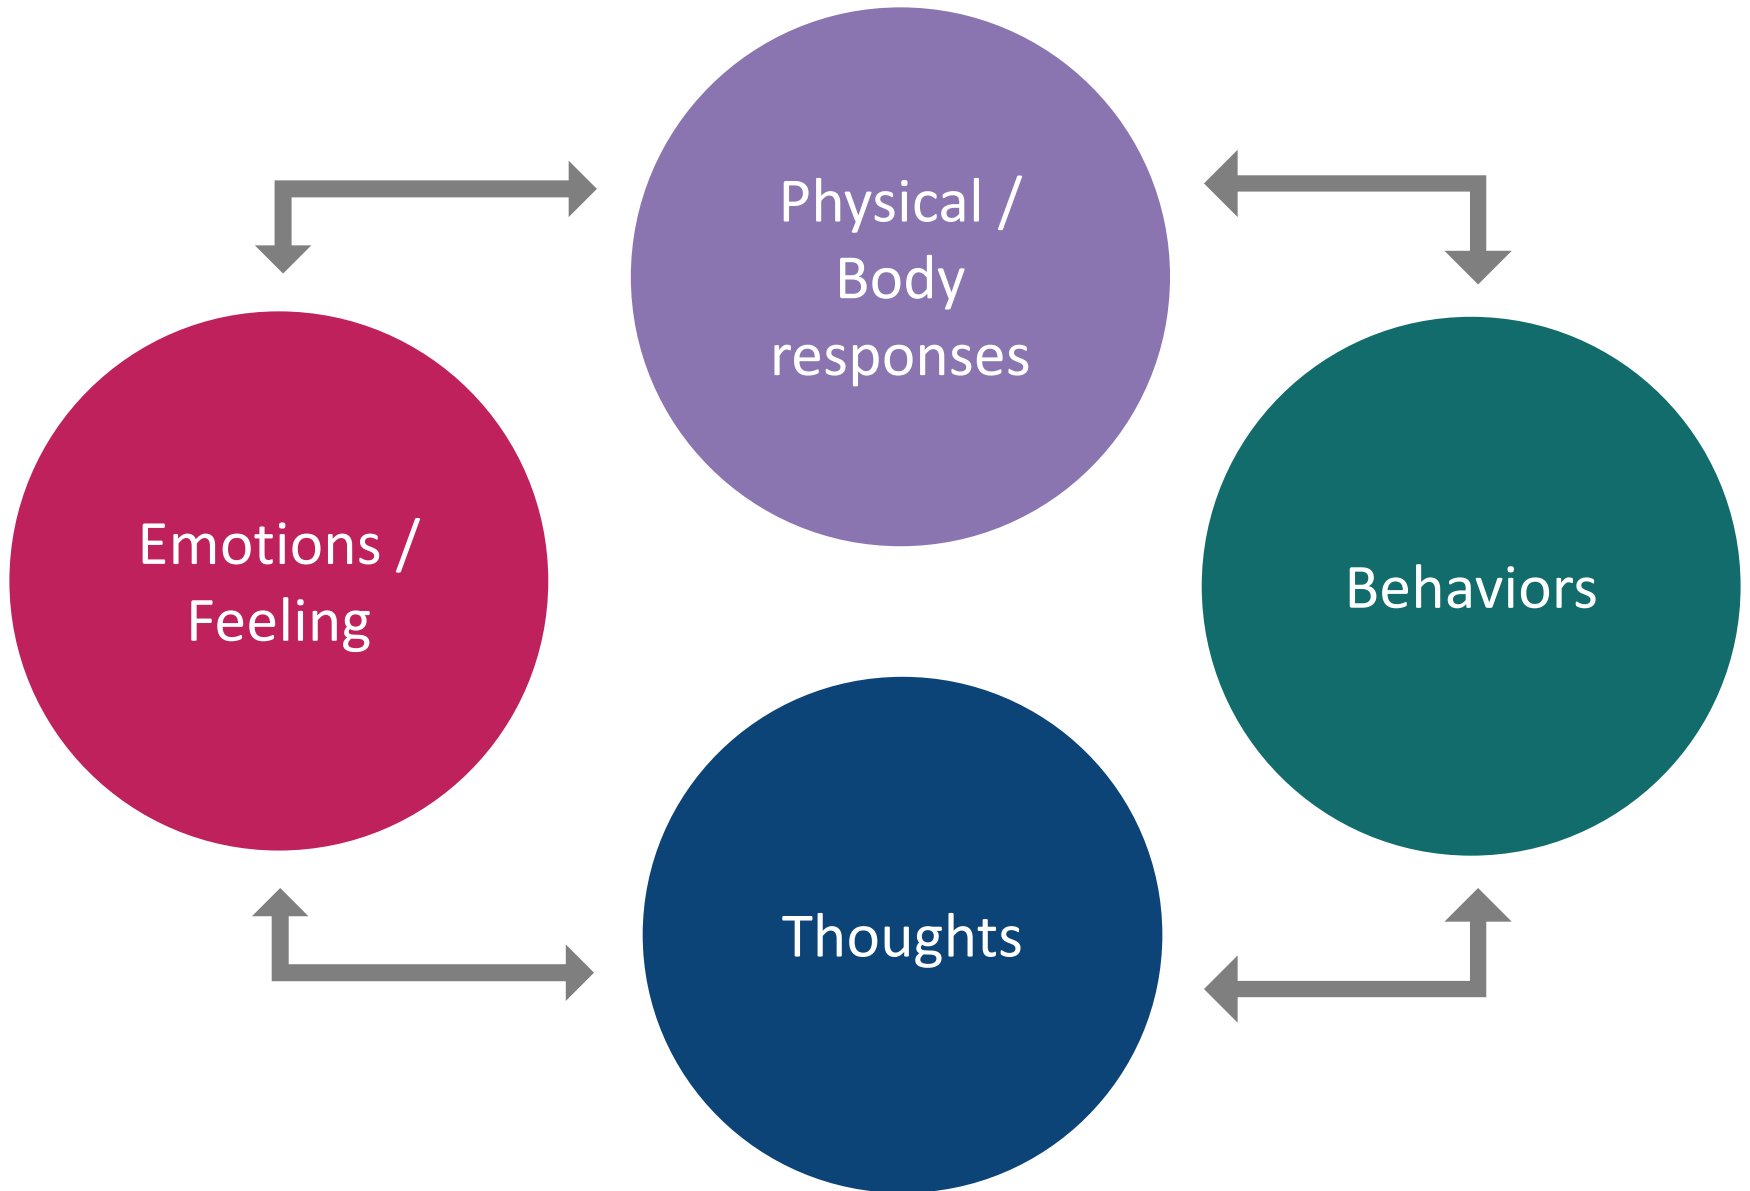 Physical /
Body
responses
Emotions /
Feeling
Behaviors
Thoughts